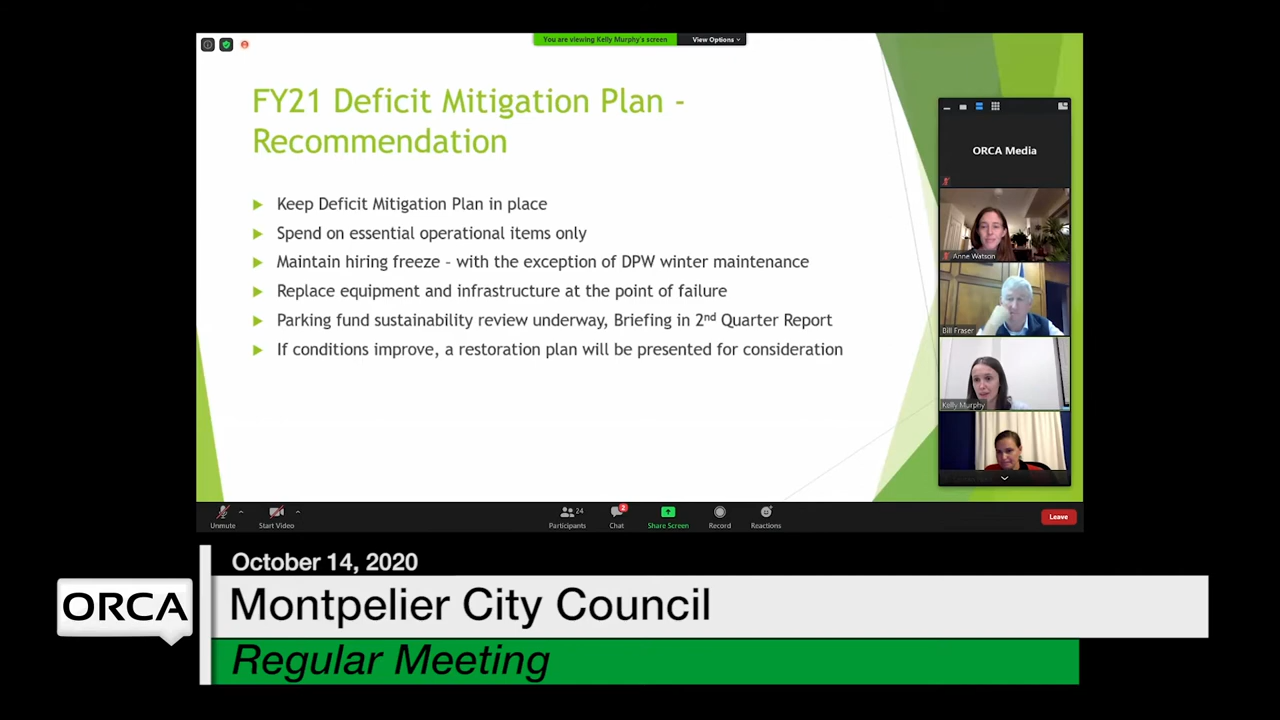 You are viewing Kelly Murphy's screen
View Options
FY21 Deficit Mitigation Plan -
Recommendation
Keep Deficit Mitigation Plan in place
Spend on essential operational items only
Maintain hiring freeze – with the exception of DPW winter maintenance
Replace equipment and infrastructure at the point of failure
Parking fund sustainability review underway, Briefing in 2nd Quarter Report
If conditions improve, a restoration plan will be presented for consideration
ORCA Media
Anne Watson
Bill Fraser
Kelly Murphy
Unmute
Start Video
24
Participants
2
Chat
Share Screen
Record
Reactions
Leave
October 14, 2020
ORCA
Montpelier City Council
Regular Meeting